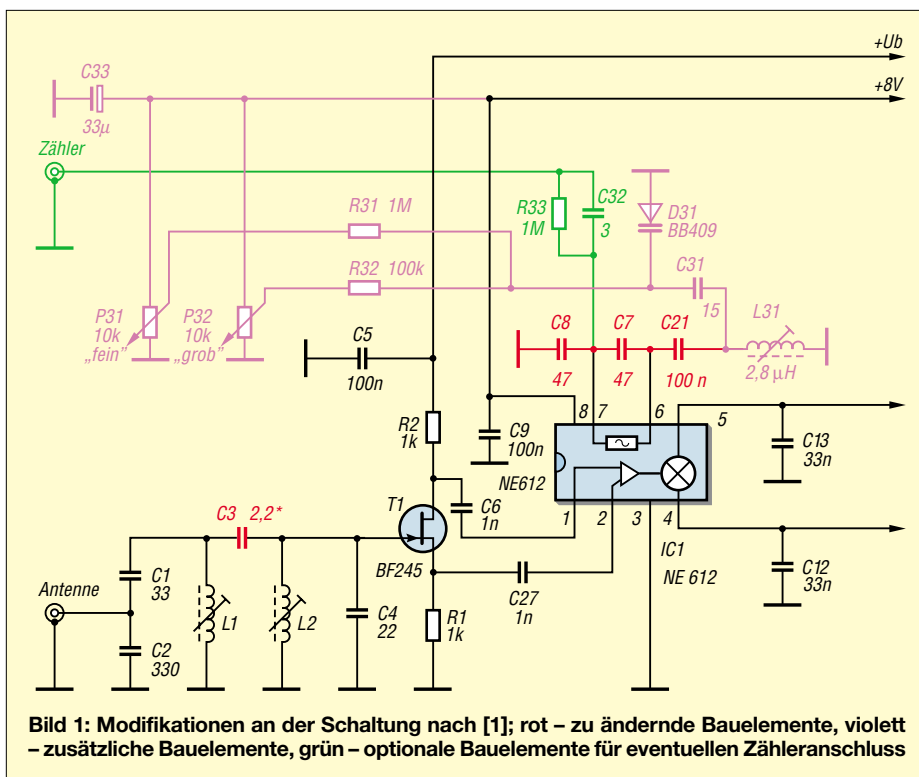 +Ub
C33
+8V
33µ
Zähler
R31 1M
R33
1M
C32
3
D31
BB409
R32 100k
C31
15
P31
10k
„fein”
P32
10k
„grob”
C5
100n
C8
47
C7
47
C21
100 n
L31
2,8 µH
R2
1k
C9
100n
8
7
6
5
NE612
C13
33n
C3 2,2*
T1
C6
1n
1
2
3
4
BF245
IC1
NE 612
C12
33n
Antenne
C1
33
L1
L2
C4
22
R1
1k
C27
1n
C2
330
Bild 1: Modifikationen an der Schaltung nach [1]; rot – zu ändernde Bauelemente, violett
– zusätzliche Bauelemente, grün – optionale Bauelemente für eventuellen Zähleranschluss